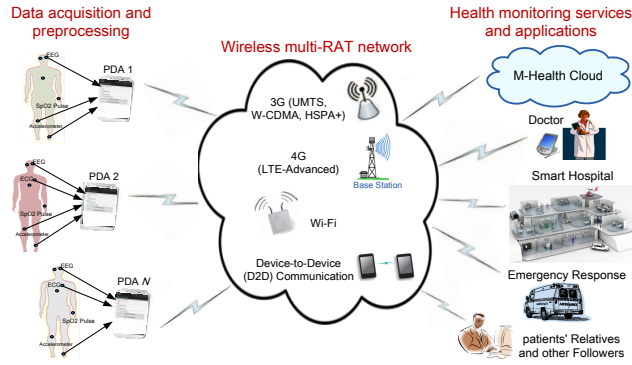 Data acquisition and
preprocessing
EEG
PDA 1
SpO2 Pulse
Accelerometer
EEG
ECG
PDA 2
SpO2 Pulse
Accelerometer
EEG
ECG
PDA N
SpO2 Pulse
Accelerometer
Wireless multi-RAT network
3G (UMTS,
W-CDMA, HSPA+)
4G
(LTE-Advanced)
Base Station
Wi-Fi
Device-to-Device
(D2D) Communication
Health monitoring services
and applications
M-Health Cloud
Doctor
Smart Hospital
Emergency Response
AMBULANCE
patients' Relatives
and other Followers